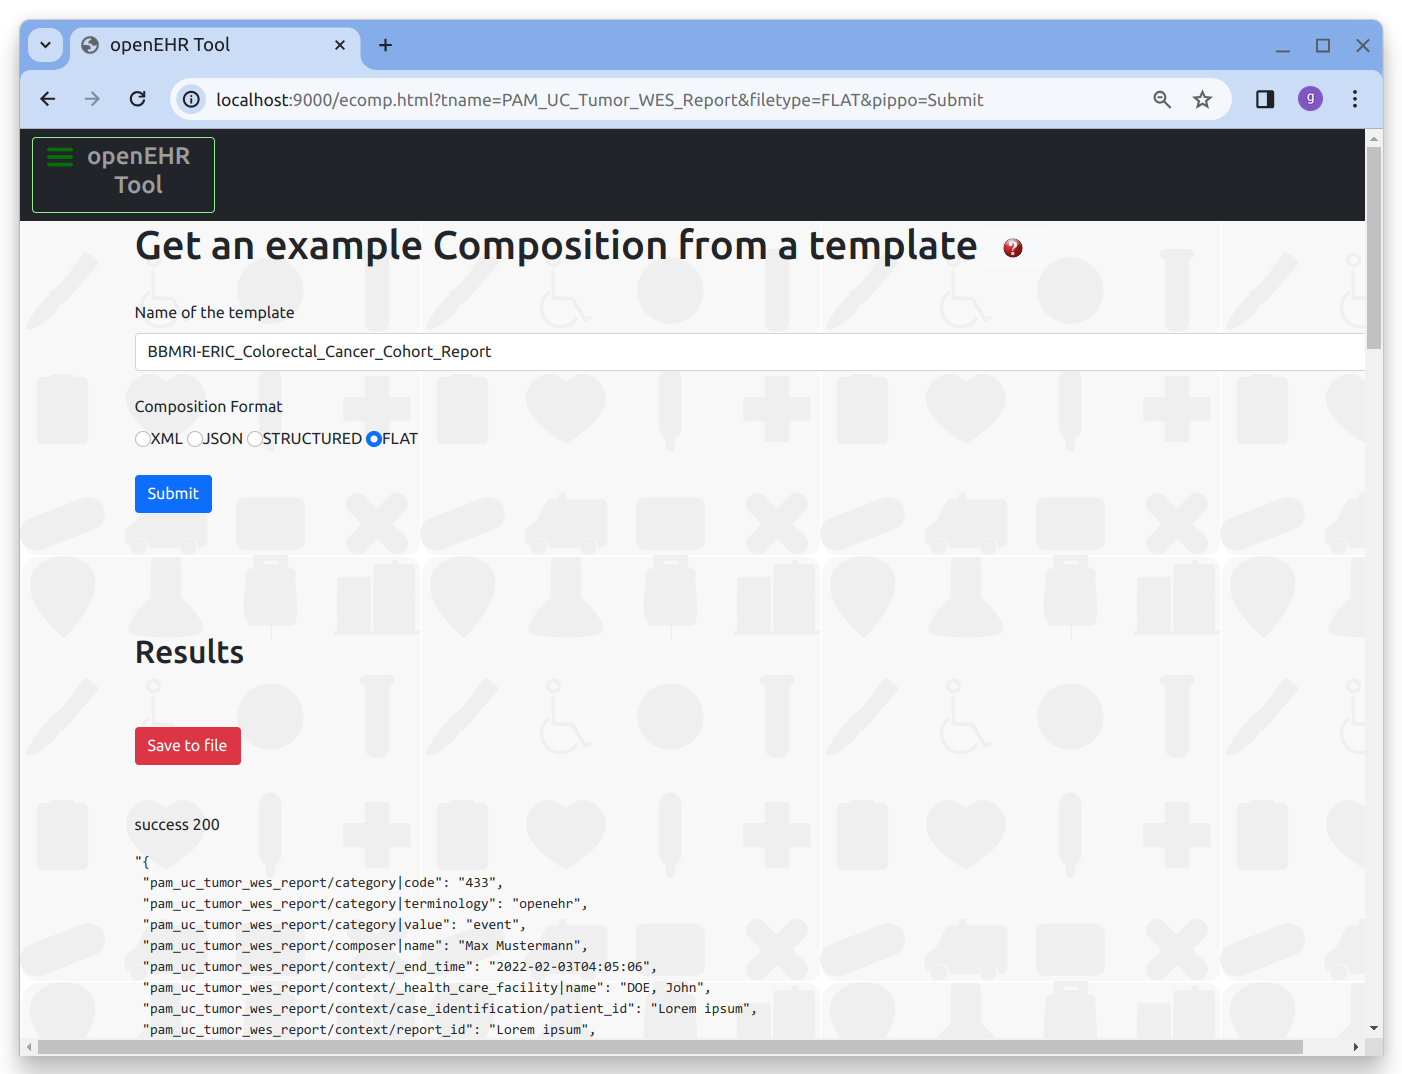 openEHR Tool
localhost:9000/ecomp.html?tname=PAM_UC_Tumor_WES_Report&filetype=FLAT&pippo=Submit
g
openEHR
Tool
Get an example Composition from a template
?
Name of the template
BBMRI-ERIC_Colorectal_Cancer_Cohort_Report
Composition Format
XML JSON STRUCTURED FLAT
Submit
Results
Save to file
success 200
"{
"pam_uc_tumor_wes_report/category|code": "433",
"pam_uc_tumor_wes_report/category|terminology": "openehr",
"pam_uc_tumor_wes_report/category|value": "event",
"pam_uc_tumor_wes_report/composer|name": "Max Mustermann",
"pam_uc_tumor_wes_report/context/_end_time": "2022-02-03T04:05:06",
"pam_uc_tumor_wes_report/context/_health_care_facility|name": "DOE, John",
"pam_uc_tumor_wes_report/context/case_identification/patient_id": "Lorem ipsum",
"pam_uc_tumor_wes_report/context/report_id": "Lorem ipsum",